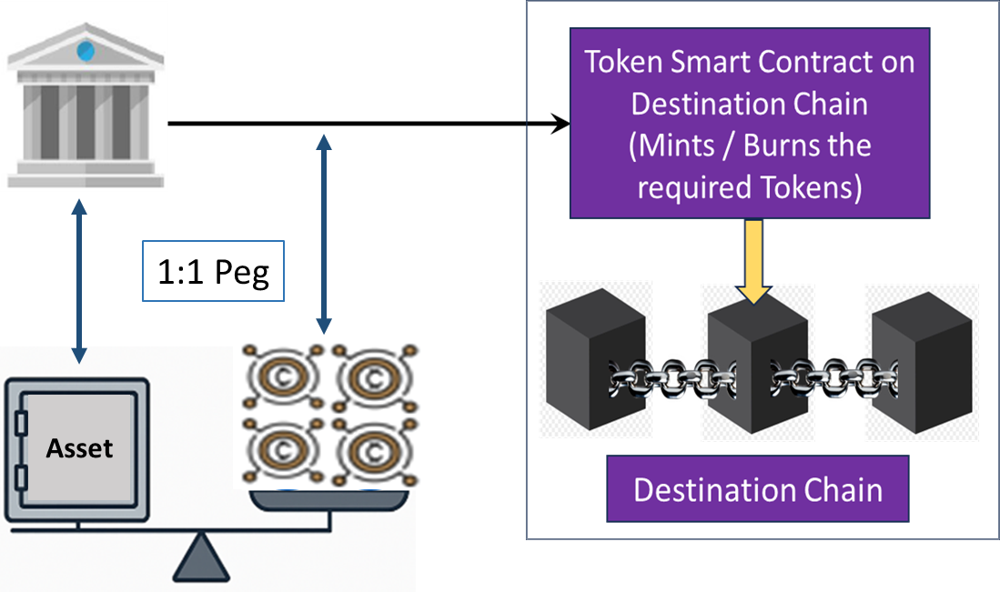 Token Smart Contract on
Destination Chain
(Mints / Burns the
required Tokens)
1:1 Peg
Asset
C C
C C
Destination Chain